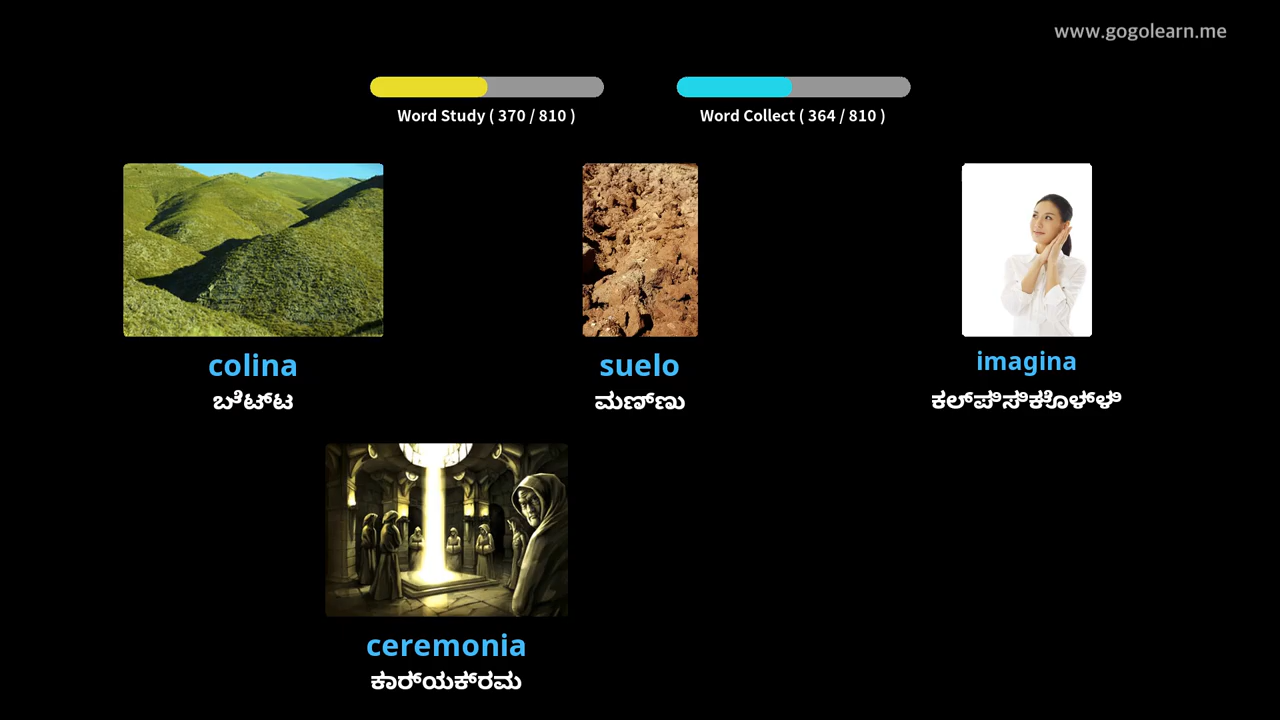 www.gogolearn.me
Word Study ( 370 / 810 )
Word Collect ( 364 / 810 )
colina
ಬೆಟ್ಟ
suelo
ಮಣ್ಣು
imagina
ಕಲ್ಪಿಸಿಕೊಳ್ಳಿ
ceremonia
ಕಾರ್ಯಕ್ರಮ